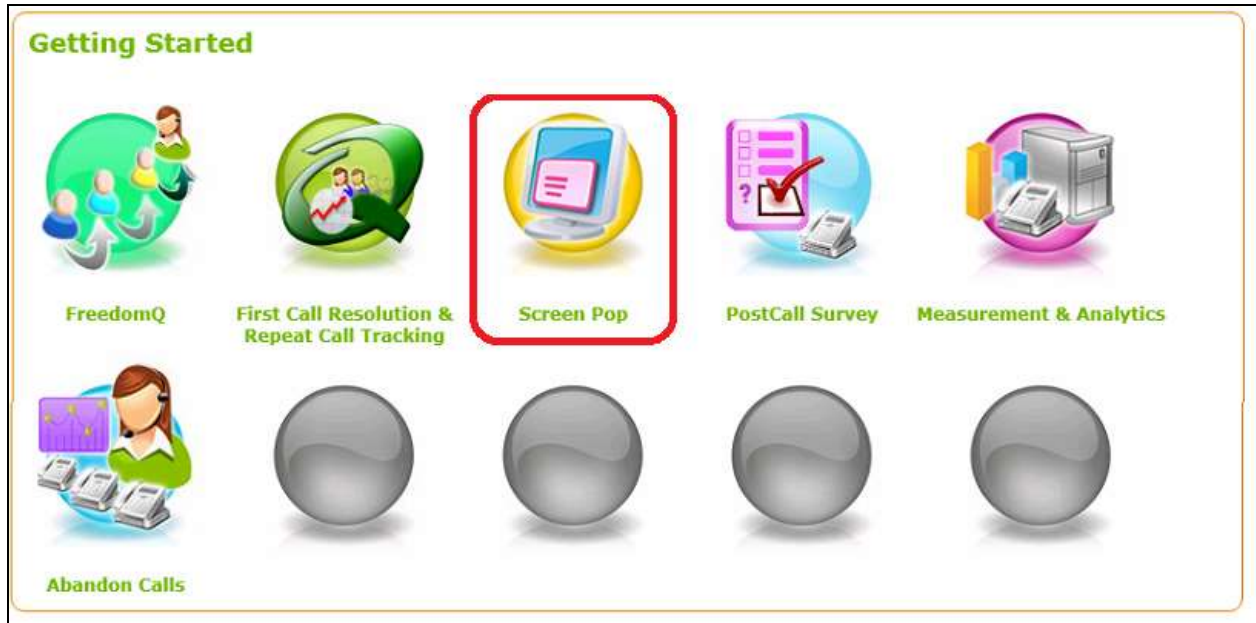 Getting Started
FreedomQ
First Call Resolution &
Repeat Call Tracking
Screen Pop
?
PostCall Survey
Measurement & Analytics
Abandon Calls